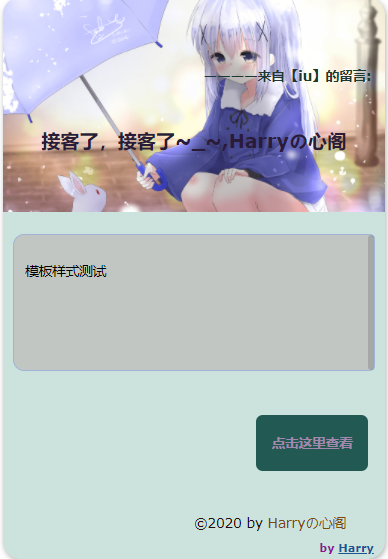 ————来自【iu】的留言:
接客了，接客了~__~,Harryの心阁
模板样式测试
点击这里查看
©2020 by Harryの心阁
by Harry